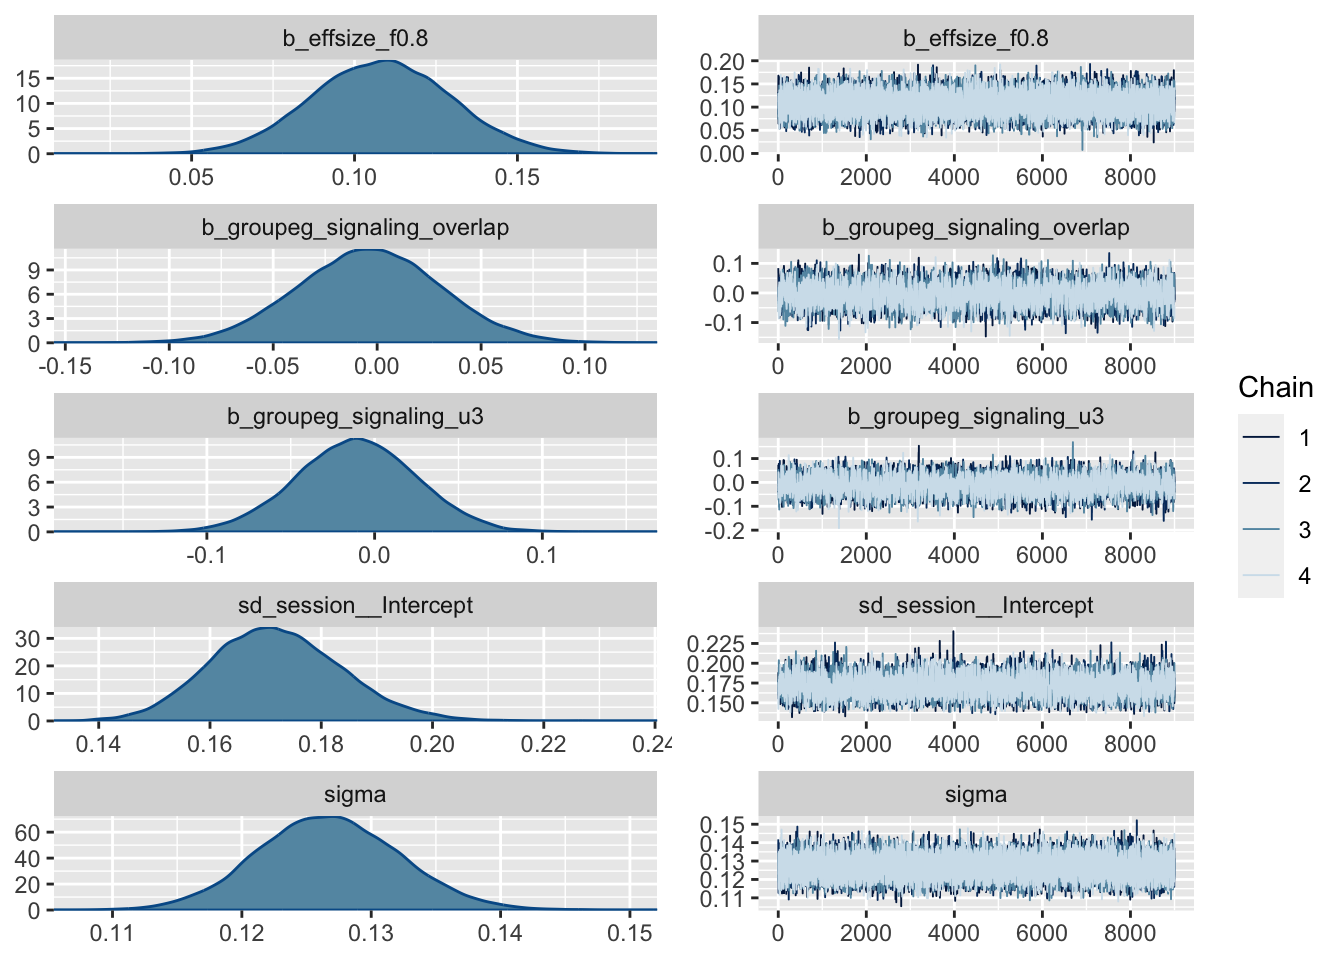 b_effsize_f0.8
15
10
5
0
0.05 0.10 0.15
b_effsize_f0.8
0.20
0.15
0.10
0.05
0.00
0 2000 4000 6000 8000
b_groupeg_signaling_overlap
9
6
3
0
-0.15 -0.10 -0.05 0.00 0.05 0.10
b_groupeg_signaling_overlap
0.1
0.0
-0.1
0 2000 4000 6000 8000
b_groupeg_signaling_u3
9
6
3
0
-0.1 0.0 0.1
b_groupeg_signaling_u3
0.1
0.0
-0.1
-0.2
0 2000 4000 6000 8000
sd_session__Intercept
30
20
10
0
0.14 0.16 0.18 0.20 0.22 0.24
sd_session__Intercept
0.225
0.200
0.175
0.150
0 2000 4000 6000 8000
sigma
60
40
20
0
0.11 0.12 0.13 0.14 0.15
sigma
0.15
0.14
0.13
0.12
0.11
0 2000 4000 6000 8000
Chain
1
2
3
4